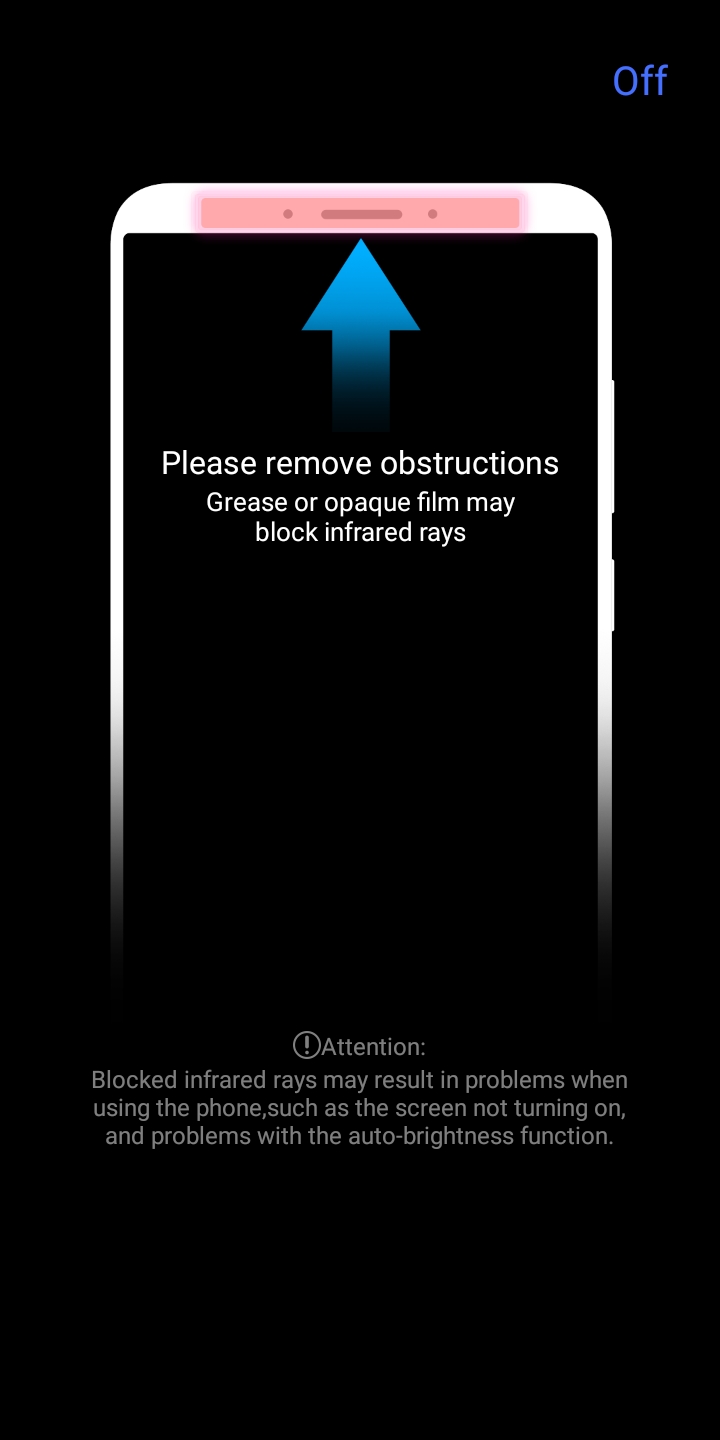 Off
Please remove obstructions
Grease or opaque film may
block infrared rays
Attention:
Blocked infrared rays may result in problems when
using the phone,such as the screen not turning on,
and problems with the auto-brightness function.